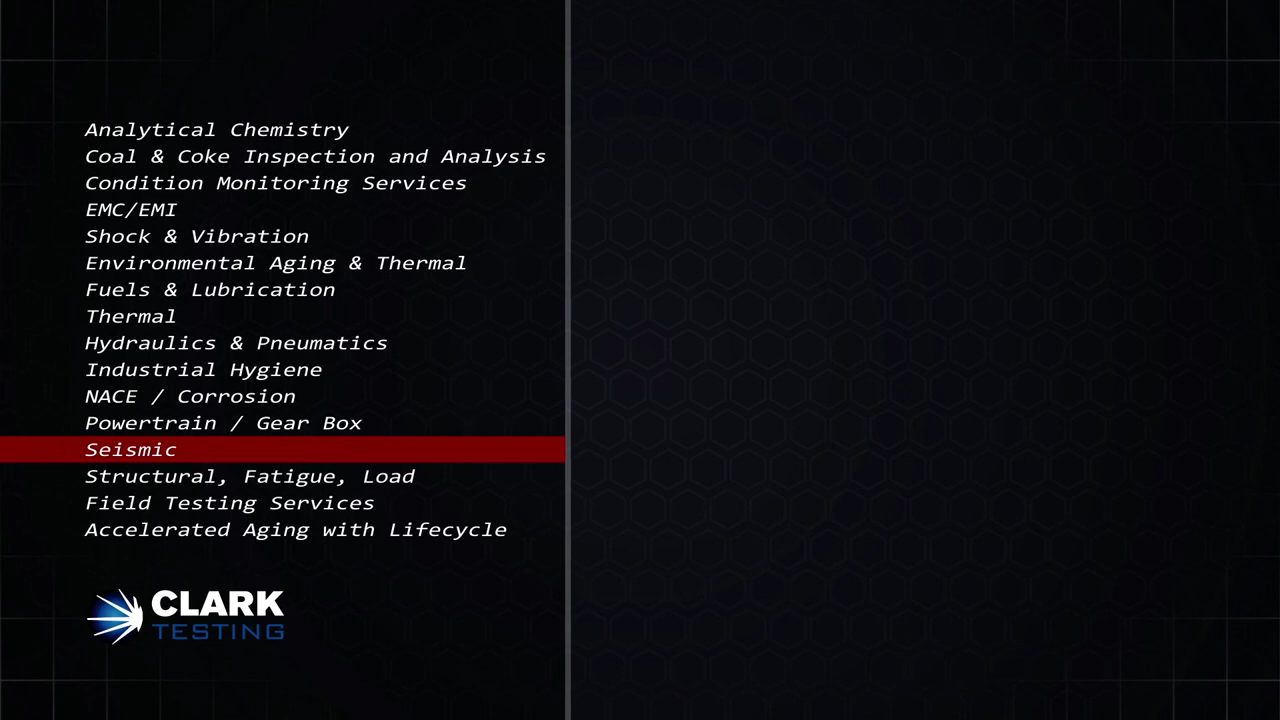 Analytical Chemistry
Coal & Coke Inspection and Analysis
Condition Monitoring Services
EMC/EMI
Shock & Vibration
Environmental Aging & Thermal
Fuels & Lubrication
Thermal
Hydraulics & Pneumatics
Industrial Hygiene
NACE / Corrosion
Powertrain / Gear Box
Seismic
Structural, Fatigue, Load
Field Testing Services
Accelerated Aging with Lifecycle
CLARK
TESTING